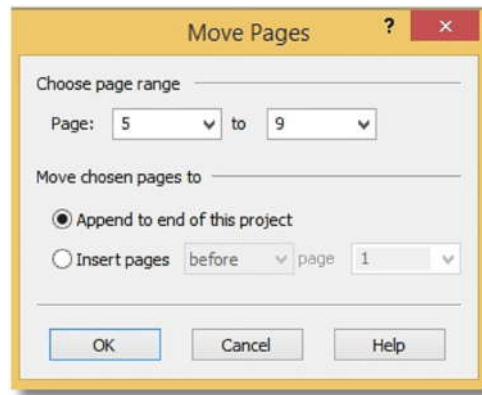 Move Pages ? ×
Choose page range
Page: 5 to 9
Move chosen pages to
Append to end of this project
Insert pages before page 1
OK Cancel Help